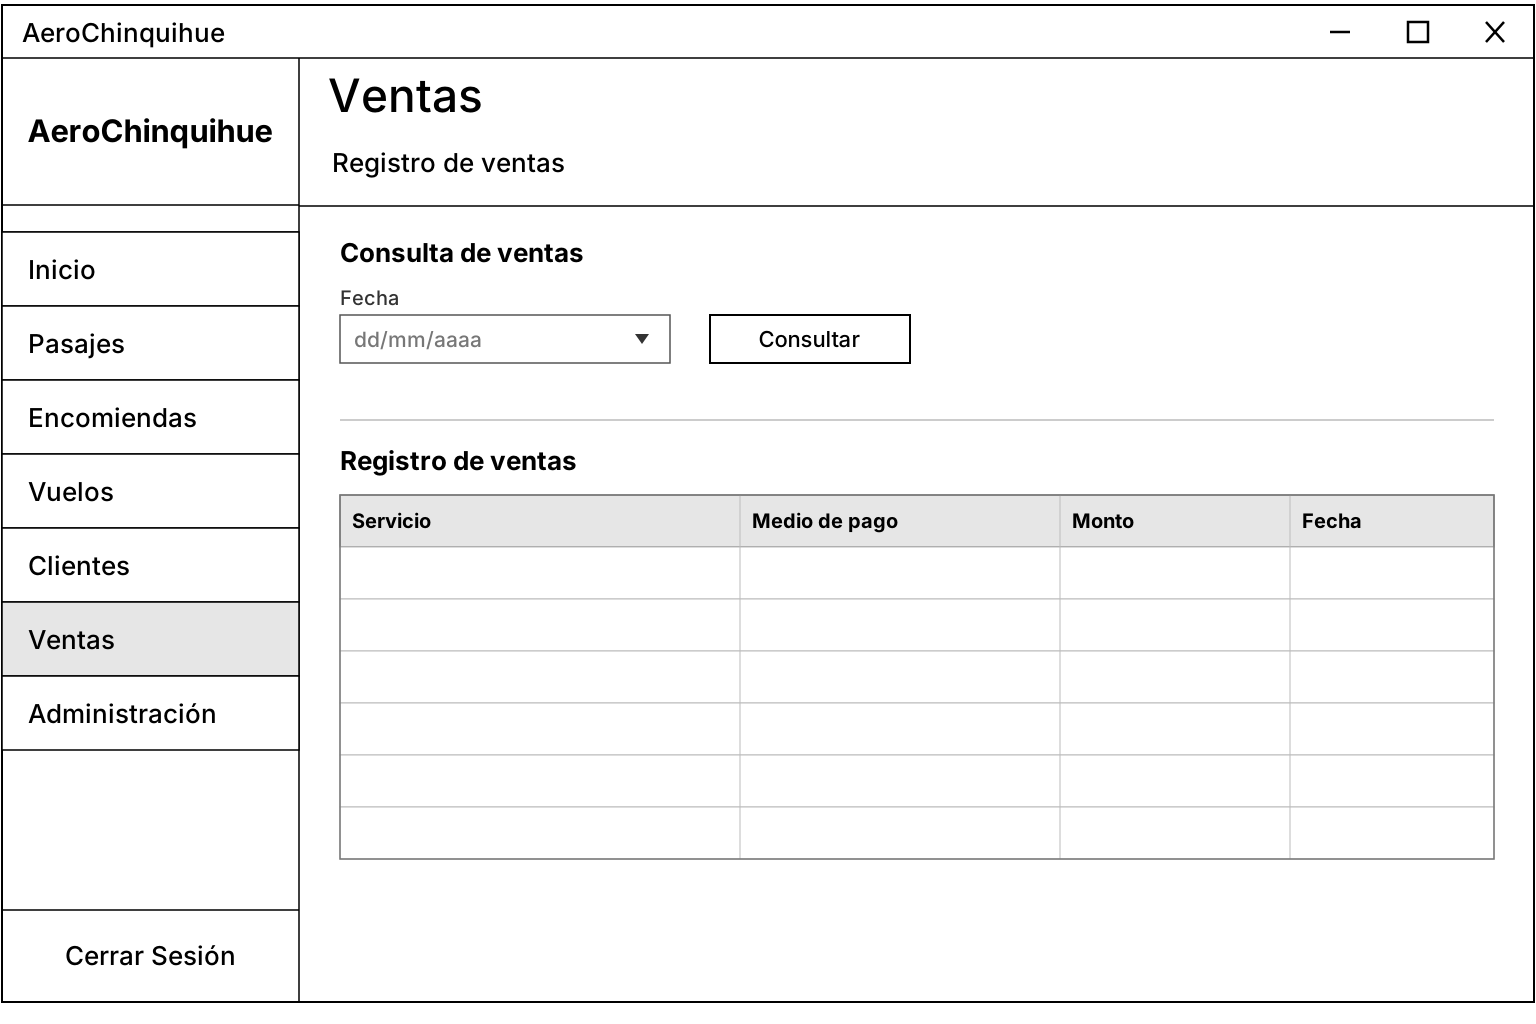 AeroChinquihue
AeroChinquihue
Ventas
Registro de ventas
Inicio
Pasajes
Encomiendas
Vuelos
Clientes
Ventas
Administración
Cerrar Sesión
Consulta de ventas
Fecha
dd/mm/aaaa
Consultar
Registro de ventas
Servicio Medio de pago Monto Fecha